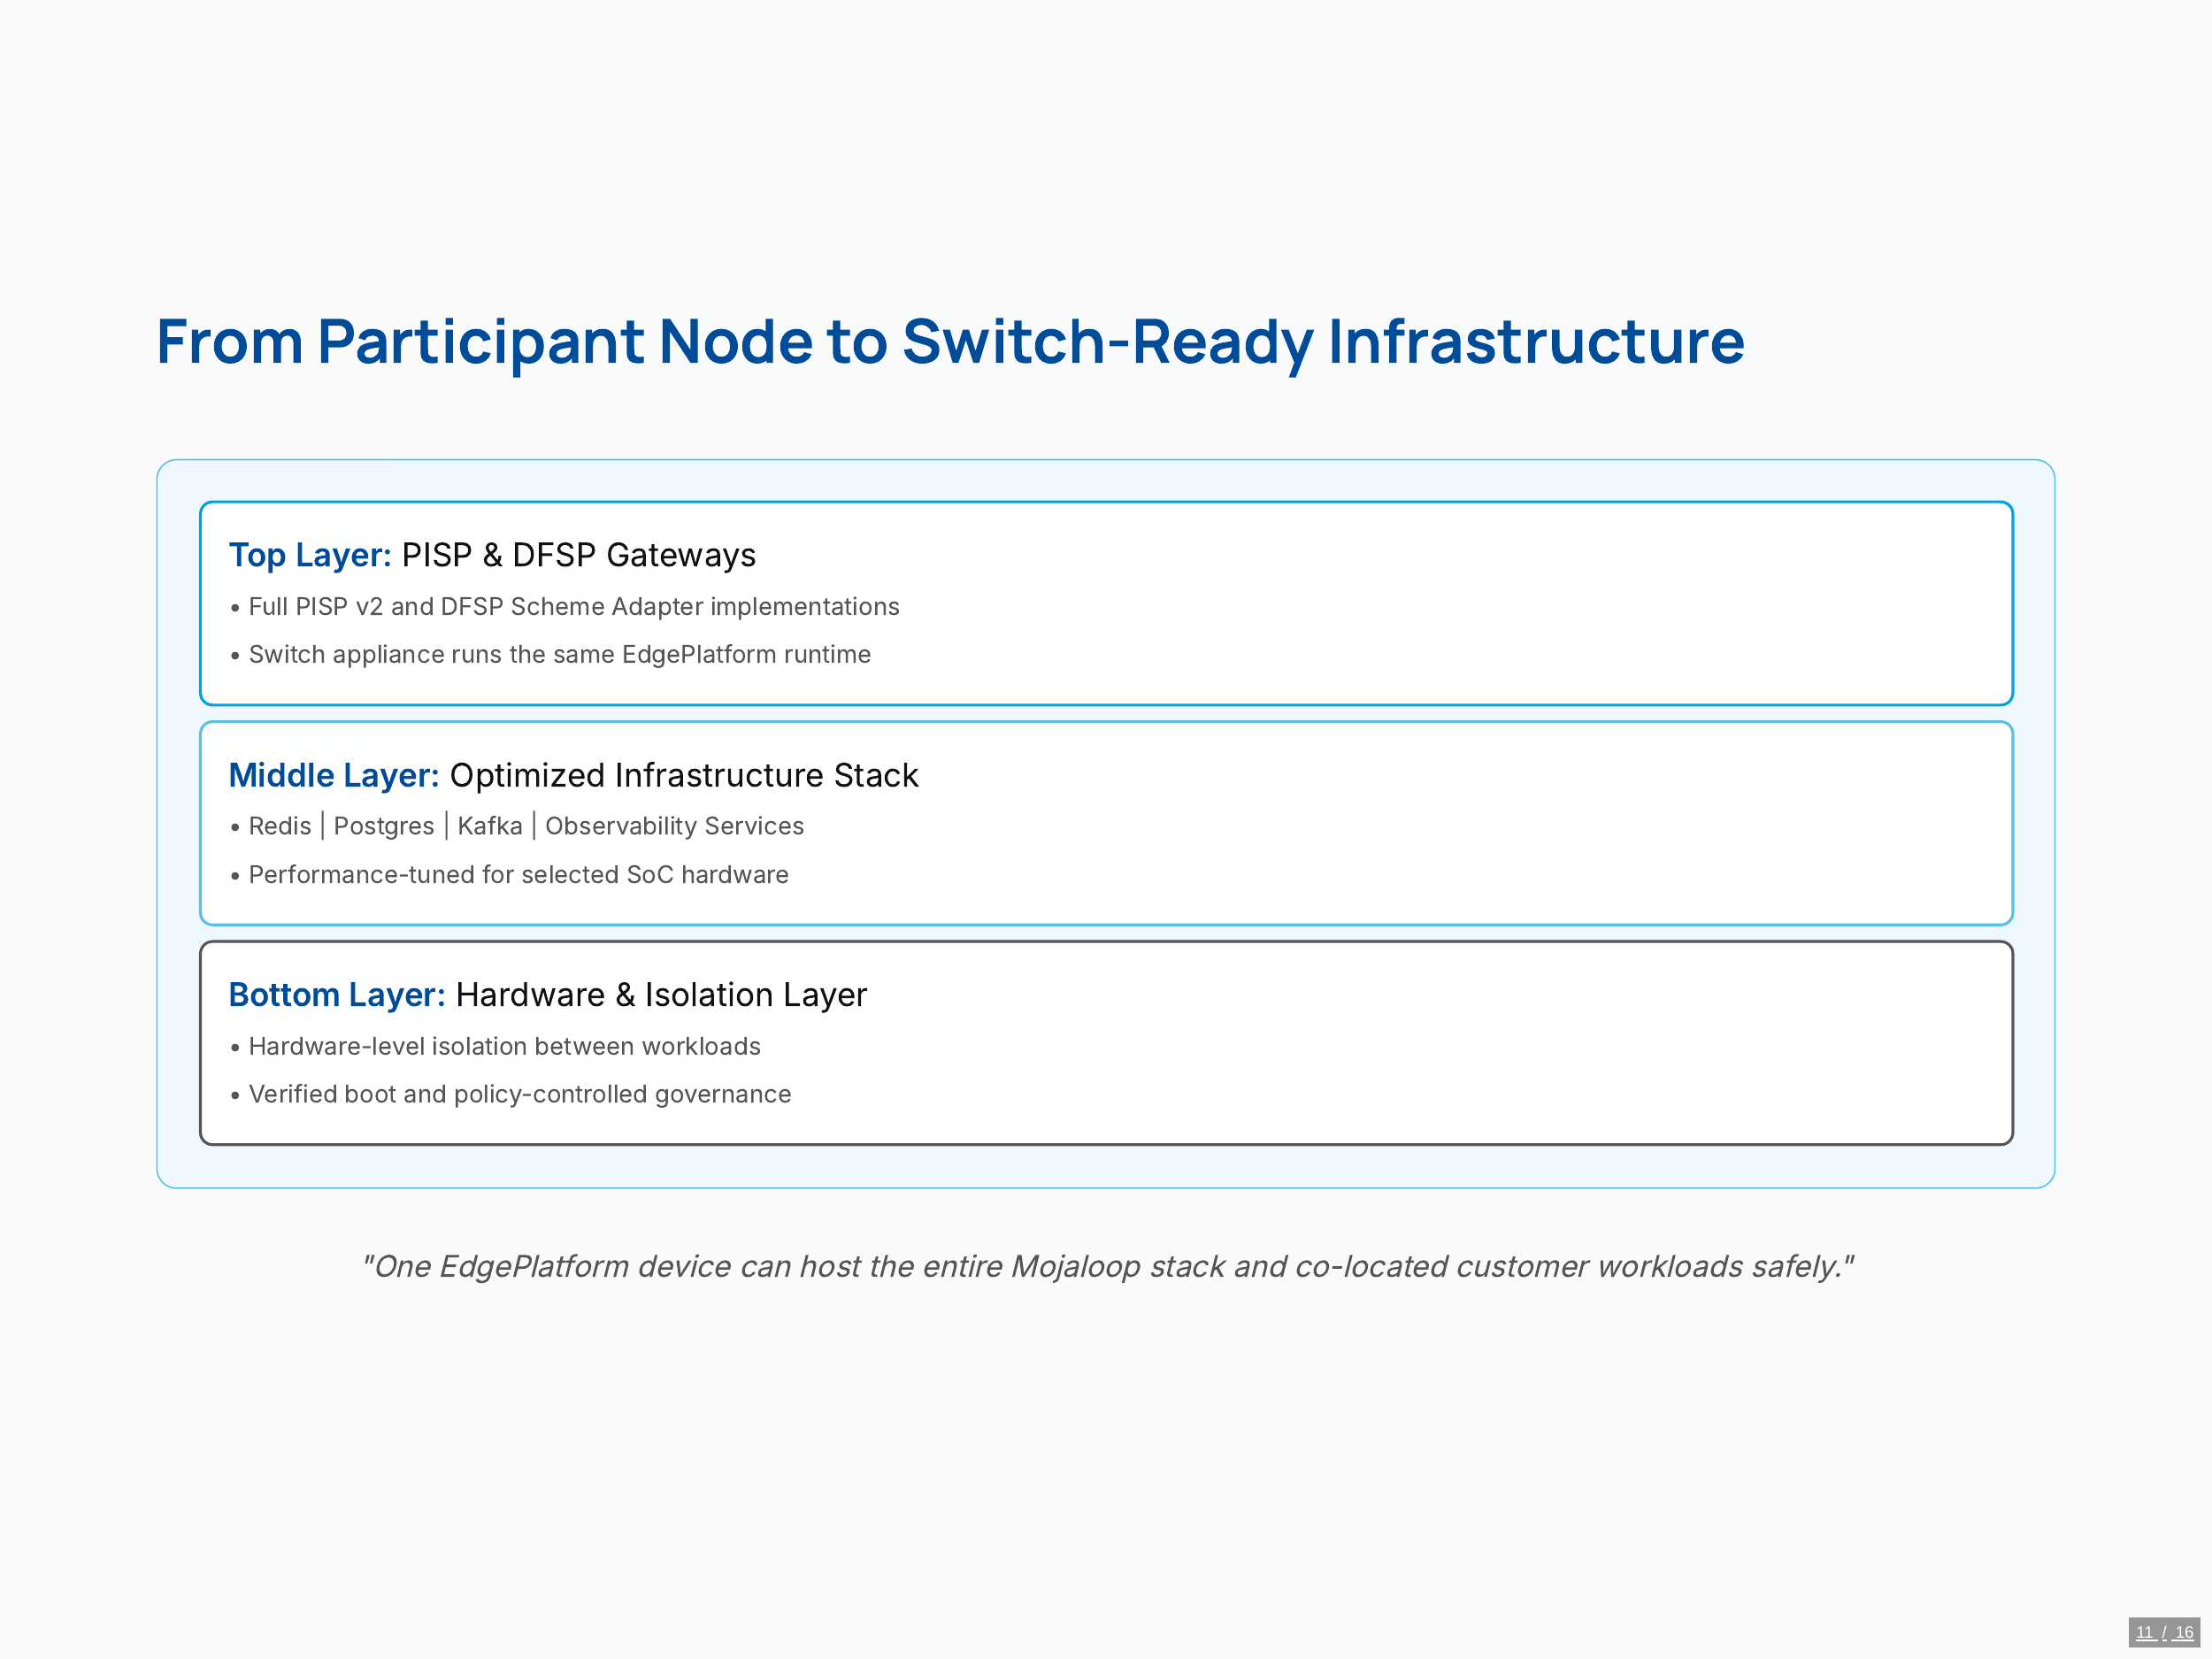 From Participant Node to Switch-Ready Infrastructure
Top Layer: PISP & DFSP Gateways
• Full PISP v2 and DFSP Scheme Adapter implementations
• Switch appliance runs the same EdgePlatform runtime
Middle Layer: Optimized Infrastructure Stack
• Redis | Postgres | Kafka | Observability Services
• Performance-tuned for selected SoC hardware
Bottom Layer: Hardware & Isolation Layer
• Hardware-level isolation between workloads
• Verified boot and policy-controlled governance
"One EdgePlatform device can host the entire Mojaloop stack and co-located customer workloads safely."
11 / 16